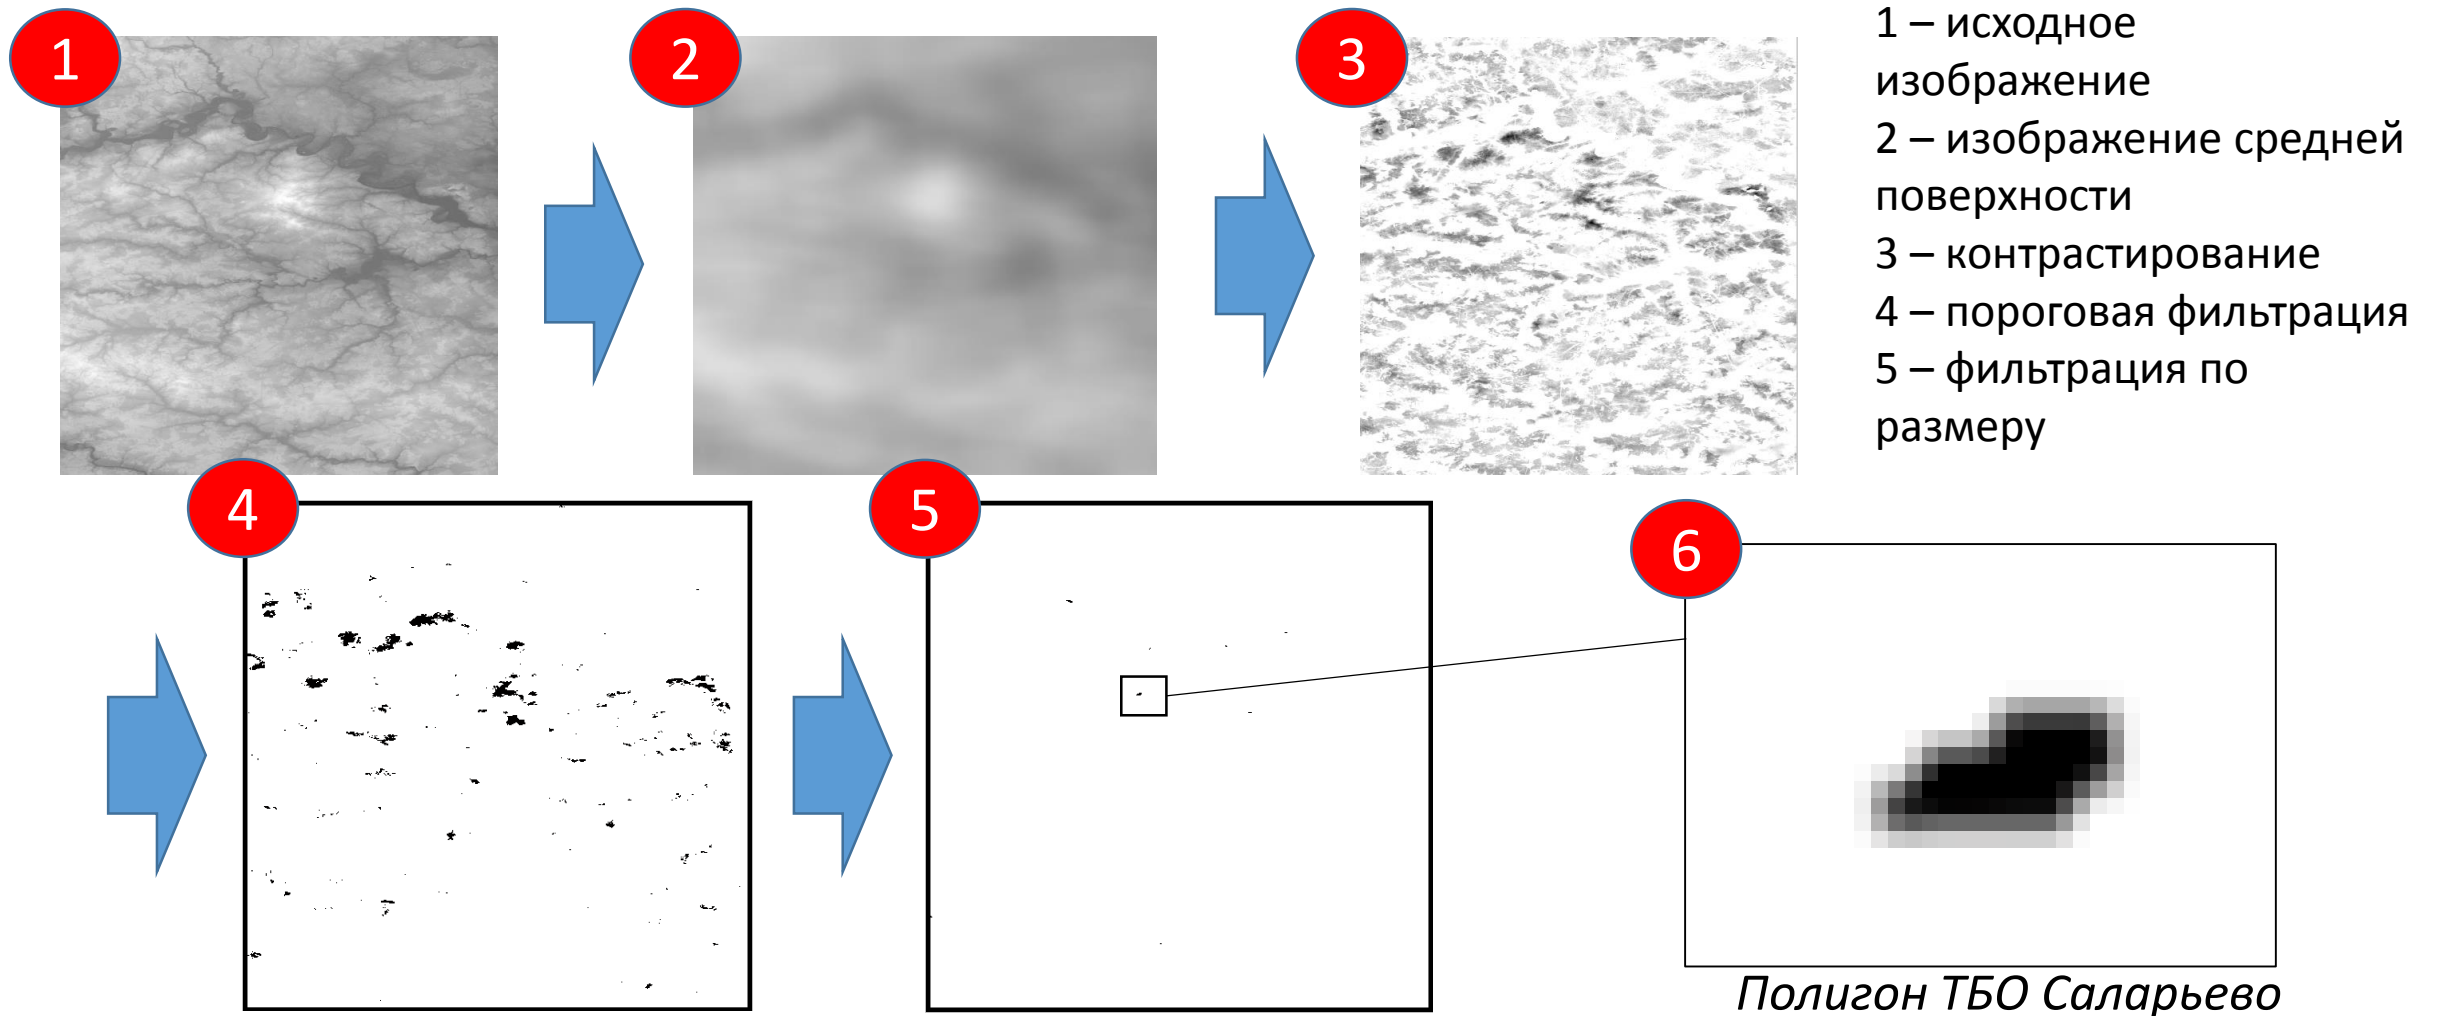 1
2
3
1 – исходное
изображение
2 – изображение средней
поверхности
3 – контрастирование
4 – пороговая фильтрация
5 – фильтрация по
размеру
4
5
6
Полигон ТБО Саларьево